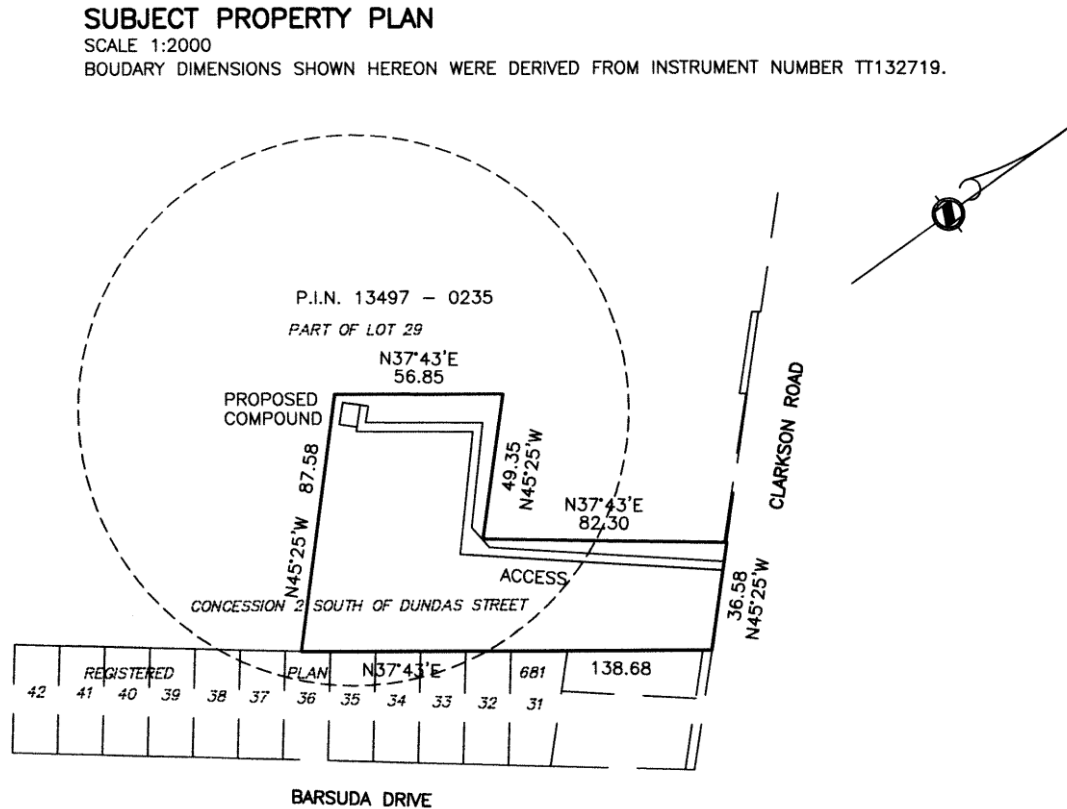 SUBJECT PROPERTY PLAN
SCALE 1:2000
BOUDARY DIMENSIONS SHOWN HEREON WERE DERIVED FROM INSTRUMENT NUMBER TT132719.
P.I.N. 13497 - 0235
PART OF LOT 29
N37°43'E
56.85
PROPOSED
COMPOUND
87.58
N45°25'W
49.35
N45°25'W
N37°43'E
82.30
CLARKSON ROAD
ACCESS
36.58
N45°25'W
CONCESSION 2 SOUTH OF DUNDAS STREET
REGISTERED PLAN N37°43'E 681 138.68
42 41 40 39 38 37 36 35 34 33 32 31
BARSUDA DRIVE